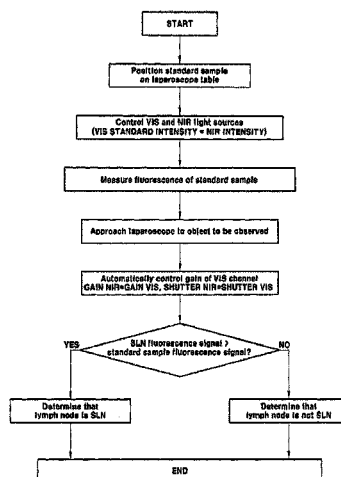 START
Position standard sample
on laparoscope table
Control VIS and NIR light sources
(VIS STANDARD INTENSITY = NIR INTENSITY)
Measure fluorescence of standard sample
Approach laparoscope to object to be observed
Automatically control gain of VIS channel
GAIN NIR=GAIN VIS, SHUTTER NIR=SHUTTER VIS
YES
SLN fluorescence signal >
standard sample fluorescence signal?
NO
Determine that
lymph node is SLN
Determine that
lymph node is not SLN
END